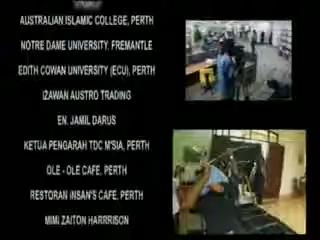 AUSTRALIAN ISLAMIC COLLEGE, PERTH
NOTRE DAME UNIVERSITY, FREMANTLE
EDITH COWAN UNIVERSITY (ECU), PERTH
IZAWAN AUSTRO TRADING
EN. JAMIL DARUS
KETUA PENGARAH TDC M'SIA, PERTH
OLE - OLE CAFE, PERTH
RESTORAN INSAN'S CAFE, PERTH
MIMI ZAITON HARRRISON